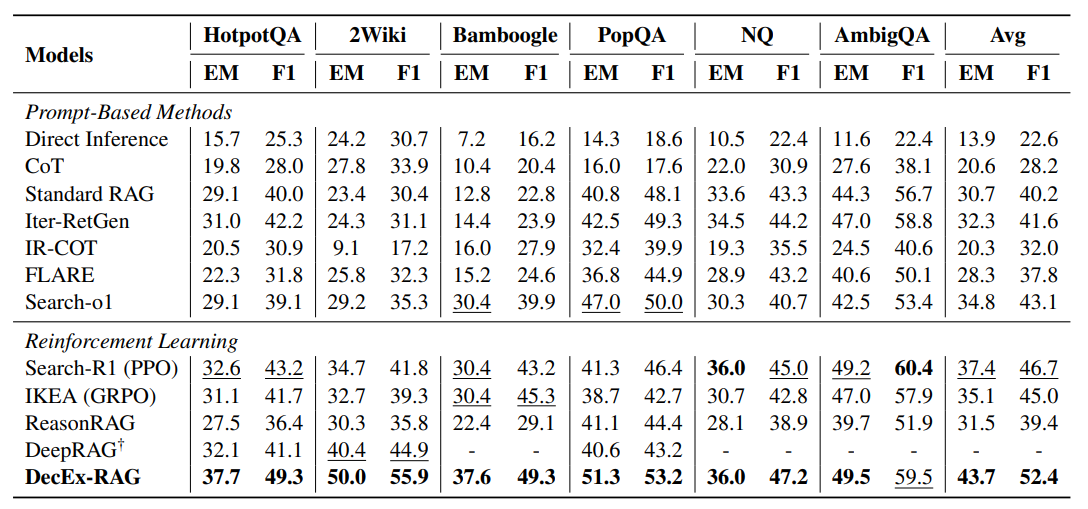 Models HotpotQA 2Wiki Bamboogle PopQA NQ AmbigQA Avg
EM F1 EM F1 EM F1 EM F1 EM F1 EM F1 EM F1
Prompt-Based Methods
Direct Inference 15.7 25.3 24.2 30.7 7.2 16.2 14.3 18.6 10.5 22.4 11.6 22.4 13.9 22.6
CoT 19.8 28.0 27.8 33.9 10.4 20.4 16.0 17.6 22.0 30.9 27.6 38.1 20.6 28.2
Standard RAG 29.1 40.0 23.4 30.4 12.8 22.8 40.8 48.1 33.6 43.3 44.3 56.7 30.7 40.2
Iter-RetGen 31.0 42.2 24.3 31.1 14.4 23.9 42.5 49.3 34.5 44.2 47.0 58.8 32.3 41.6
IR-COT 20.5 30.9 9.1 17.2 16.0 27.9 32.4 39.9 19.3 35.5 24.5 40.6 20.3 32.0
FLARE 22.3 31.8 25.8 32.3 15.2 24.6 36.8 44.9 28.9 43.2 40.6 50.1 28.3 37.8
Search-o1 29.1 39.1 29.2 35.3 30.4 39.9 47.0 50.0 30.3 40.7 42.5 53.4 34.8 43.1
Reinforcement Learning
Search-R1 (PPO) 32.6 43.2 34.7 41.8 30.4 43.2 41.3 46.4 36.0 45.0 49.2 60.4 37.4 46.7
IKEA (GRPO) 31.1 41.7 32.7 39.3 30.4 45.3 38.7 42.7 30.7 42.8 47.0 57.9 35.1 45.0
ReasonRAG 27.5 36.4 30.3 35.8 22.4 29.1 41.1 44.4 28.1 38.9 39.7 51.9 31.5 39.4
DeepRAG† 32.1 41.1 40.4 44.9 - - 40.6 43.2 - - - - - -
DecEx-RAG 37.7 49.3 50.0 55.9 37.6 49.3 51.3 53.2 36.0 47.2 49.5 59.5 43.7 52.4